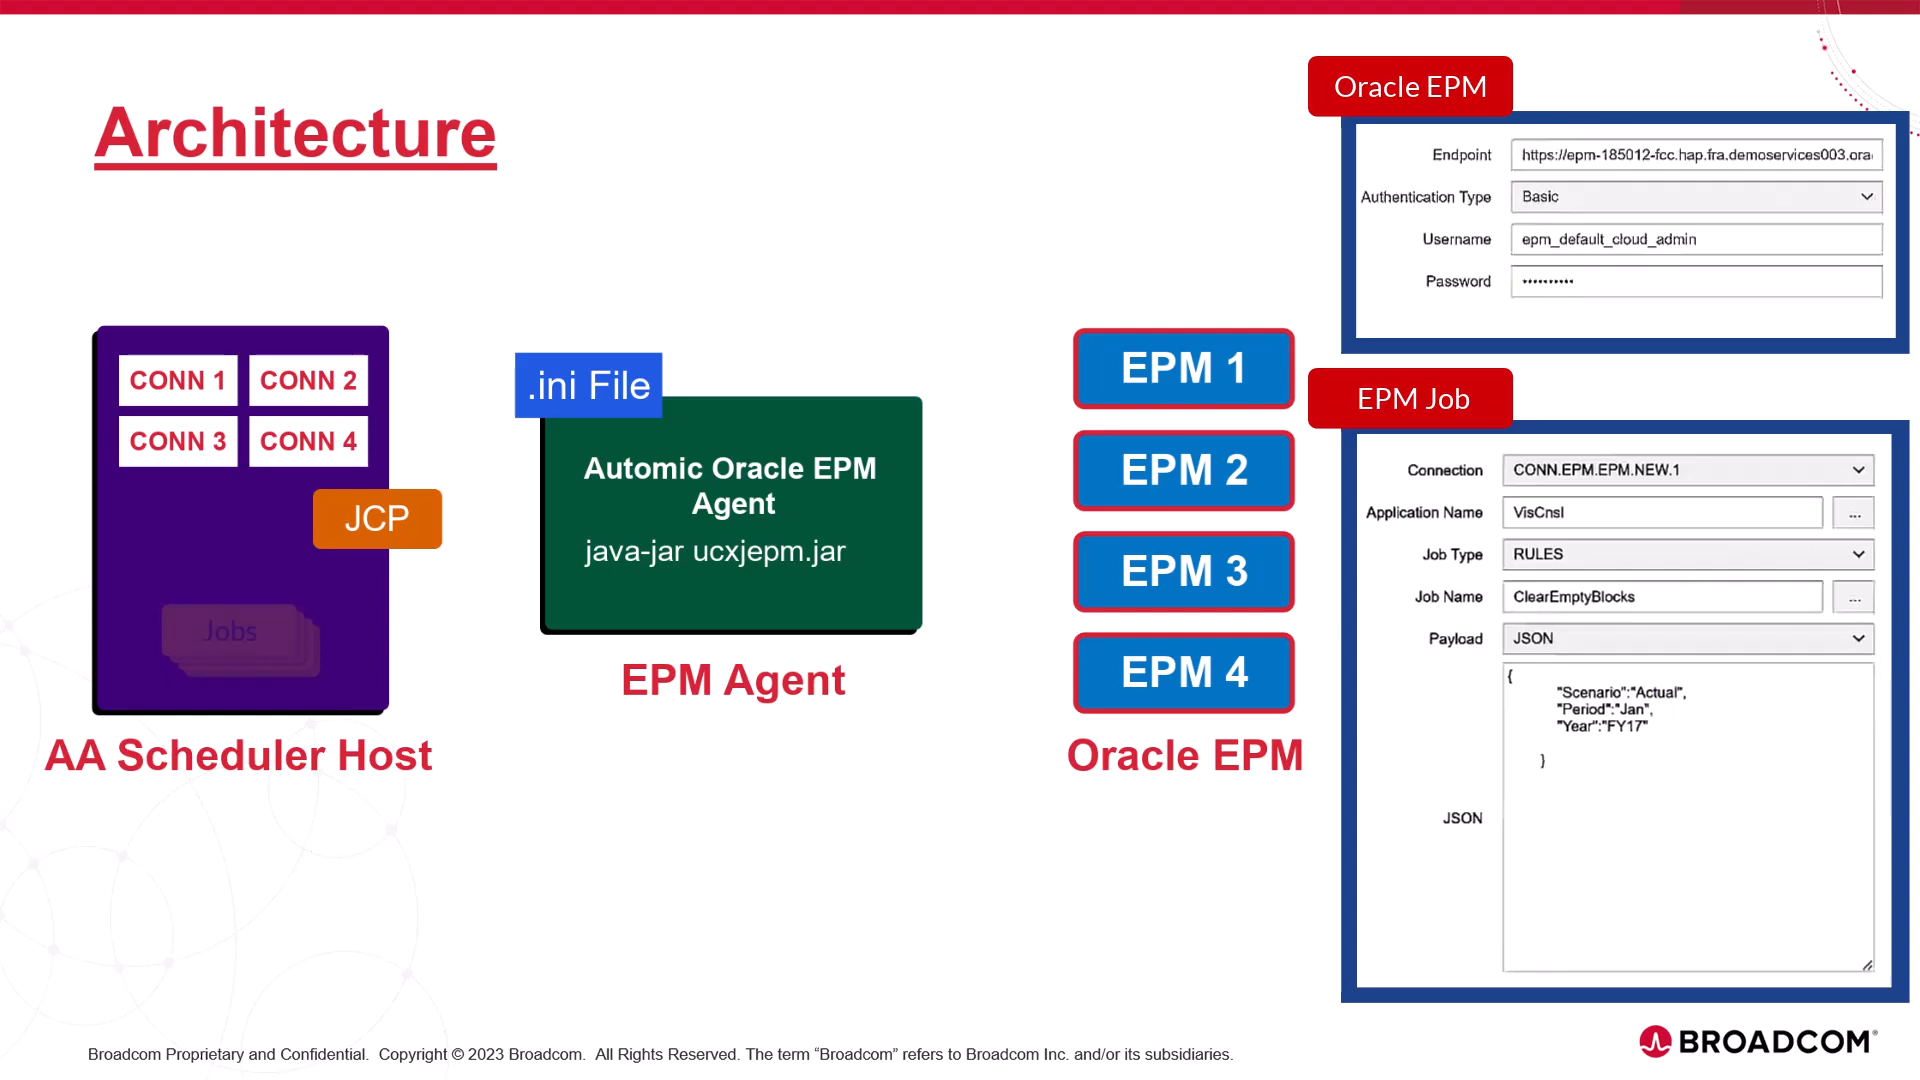 Architecture
CONN 1
CONN 2
CONN 3
CONN 4
JCP
Jobs
AA Scheduler Host
.ini File
Automic Oracle EPM
Agent
java-jar ucxjepm.jar
EPM Agent
EPM 1
EPM 2
EPM 3
EPM 4
Oracle EPM
Oracle EPM
Endpoint https://epm-185012-fcc.hap.fra.demoservices003.ora
Authentication Type Basic
Username epm_default_cloud_admin
Password ••••••••••
EPM Job
Connection CONN.EPM.EPM.NEW.1
Application Name VisCnsl ...
Job Type RULES
Job Name ClearEmptyBlocks ...
Payload JSON
{
"Scenario":"Actual",
"Period":"Jan",
"Year":"FY17"
}
JSON
Broadcom Proprietary and Confidential. Copyright © 2023 Broadcom. All Rights Reserved. The term “Broadcom” refers to Broadcom Inc. and/or its subsidiaries.
BROADCOM®